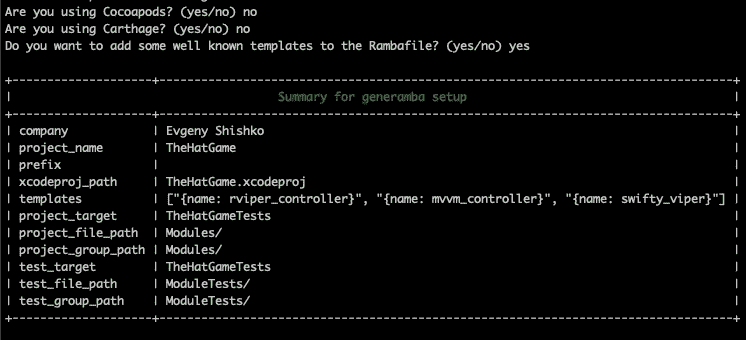 Are you using Cocoapods? (yes/no) no
Are you using Carthage? (yes/no) no
Do you want to add some well known templates to the Rambafile? (yes/no) yes
Summary for generamba setup
company | Evgeny Shishko
project_name | TheHatGame
prefix |
xcodeproj_path | TheHatGame.xcodeproj
templates | ["{name: rviper_controller}", "{name: mvvm_controller}", "{name: swifty_viper}"]
project_target | TheHatGameTests
project_file_path | Modules/
project_group_path | Modules/
test_target | TheHatGameTests
test_file_path | ModuleTests/
test_group_path | ModuleTests/